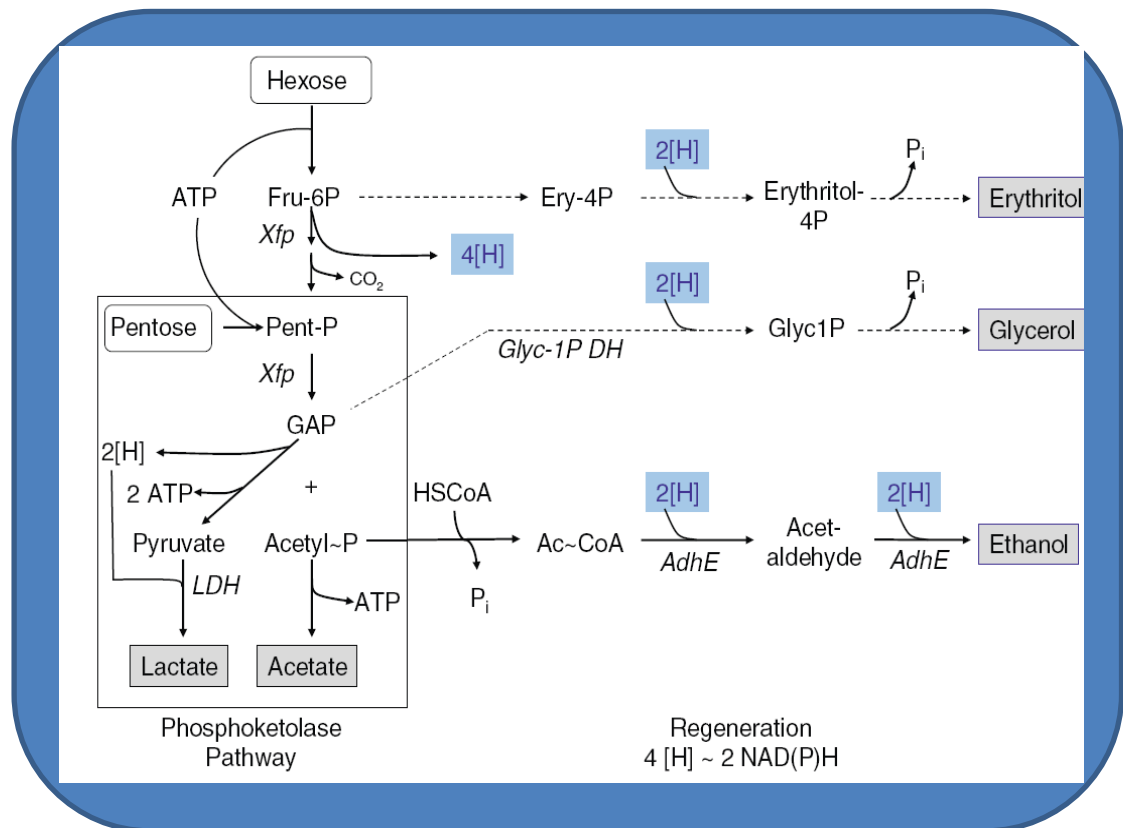 Hexose
2[H]
Pi
ATP
Fru-6P
Ery-4P
Erythritol-
4P
Erythritol
Xfp
4[H]
CO2
2[H]
Pi
Pentose
Pent-P
Glyc1P
Glycerol
Glyc-1P DH
Xfp
GAP
2[H]
2 ATP
+
HSCoA
2[H]
2[H]
Pyruvate
Acetyl~P
Ac~CoA
Acet-
aldehyde
Ethanol
AdhE
AdhE
LDH
ATP
Pi
Lactate
Acetate
Phosphoketolase
Pathway
Regeneration
4 [H] ~ 2 NAD(P)H